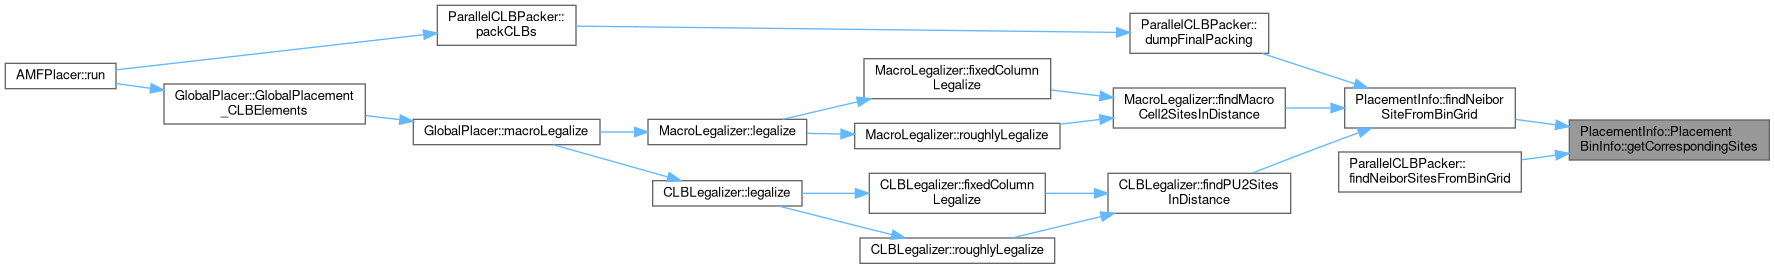 AMFPlacer::run
ParallelCLBPacker::
packCLBs
GlobalPlacer::GlobalPlacement
_CLBElements
GlobalPlacer::macroLegalize
MacroLegalizer::legalize
CLBLegalizer::legalize
MacroLegalizer::fixedColumn
Legalize
MacroLegalizer::roughlyLegalize
CLBLegalizer::fixedColumn
Legalize
CLBLegalizer::roughlyLegalize
ParallelCLBPacker::
dumpFinalPacking
MacroLegalizer::findMacro
Cell2SitesInDistance
CLBLegalizer::findPU2Sites
InDistance
PlacementInfo::findNeibor
SiteFromBinGrid
ParallelCLBPacker::
findNeiborSitesFromBinGrid
PlacementInfo::Placement
BinInfo::getCorrespondingSites